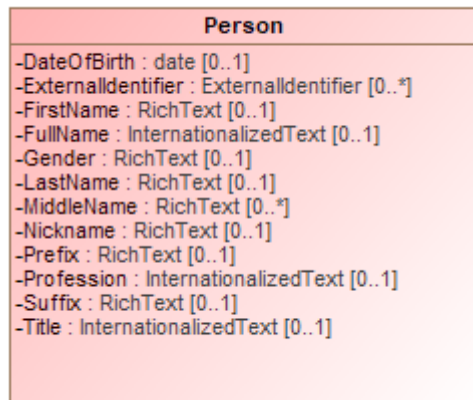 Person
-DateOfBirth : date [0..1]
-ExternalIdentifier : ExternalIdentifier [0..*]
-FirstName : RichText [0..1]
-FullName : InternationalizedText [0..1]
-Gender : RichText [0..1]
-LastName : RichText [0..1]
-MiddleName : RichText [0..*]
-Nickname : RichText [0..1]
-Prefix : RichText [0..1]
-Profession : InternationalizedText [0..1]
-Suffix : RichText [0..1]
-Title : InternationalizedText [0..1]